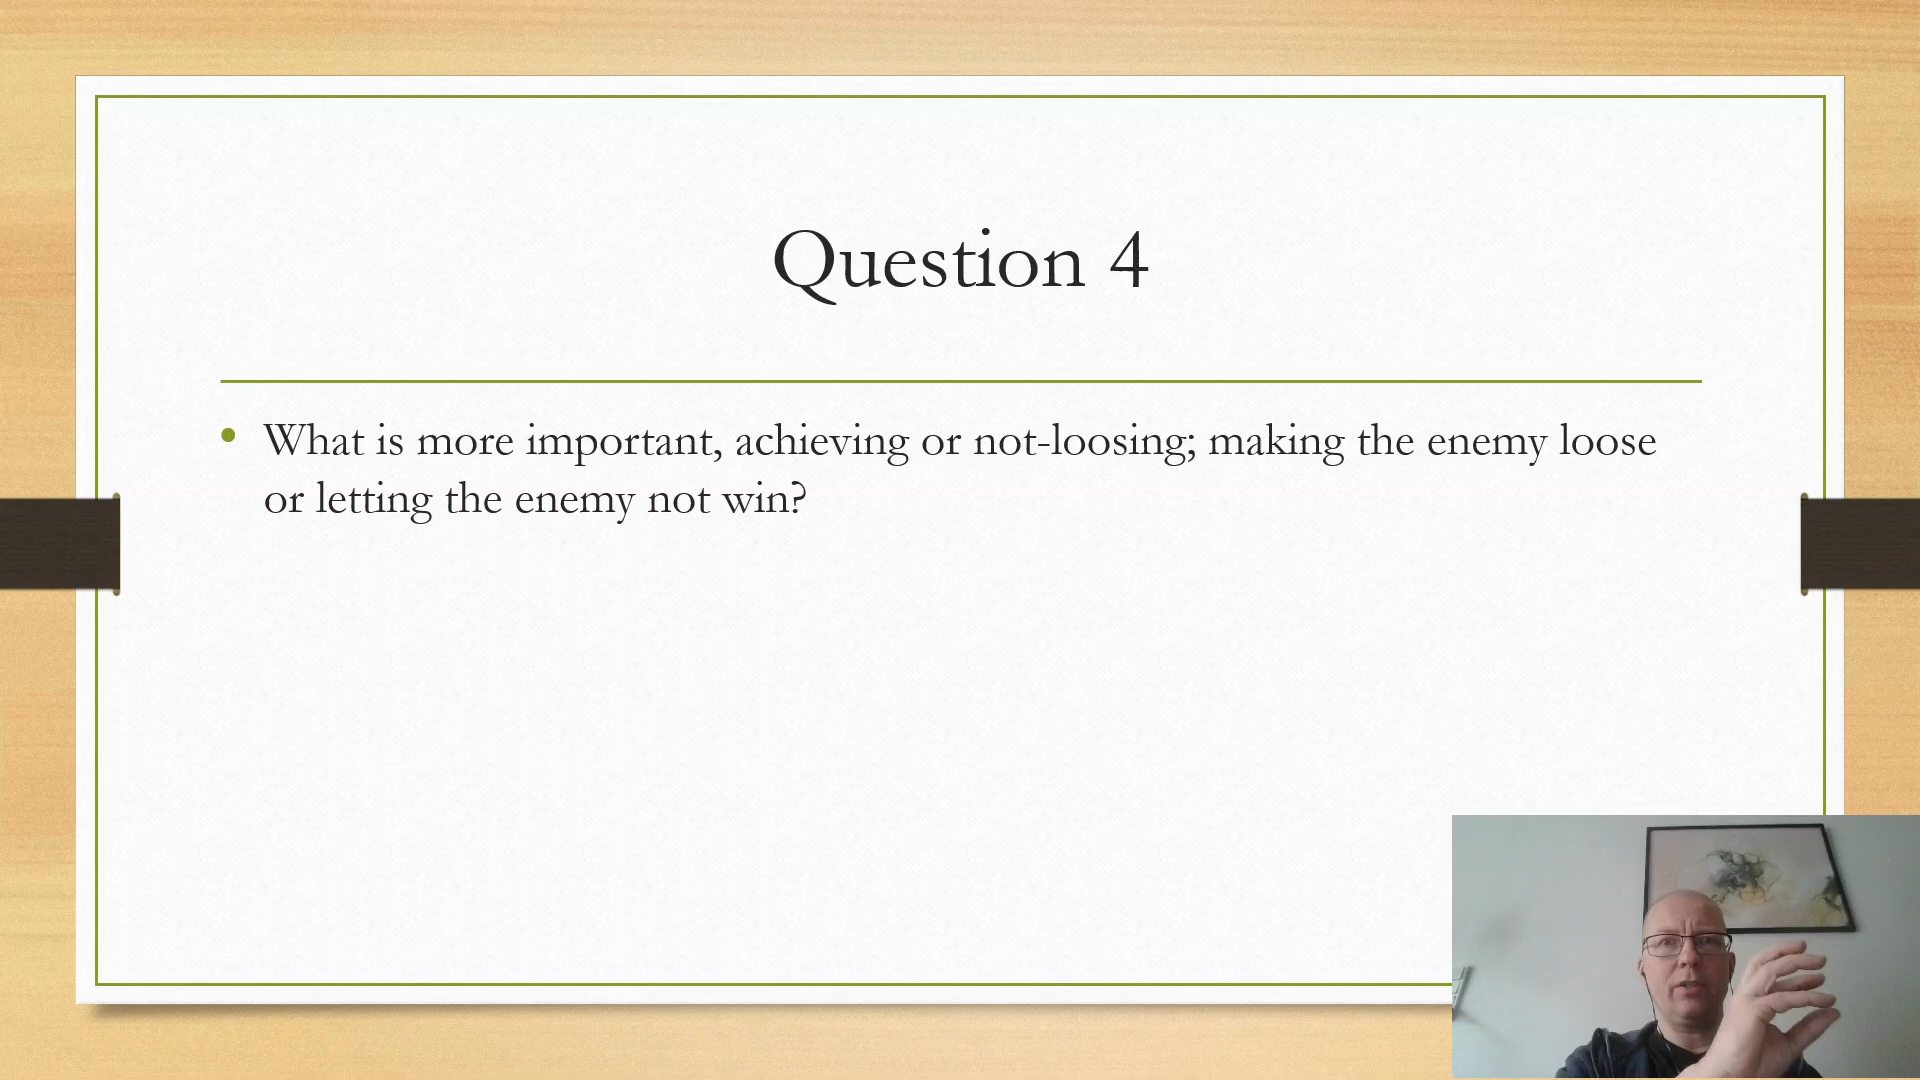 Question 4
• What is more important, achieving or not-loosing; making the enemy loose
or letting the enemy not win?